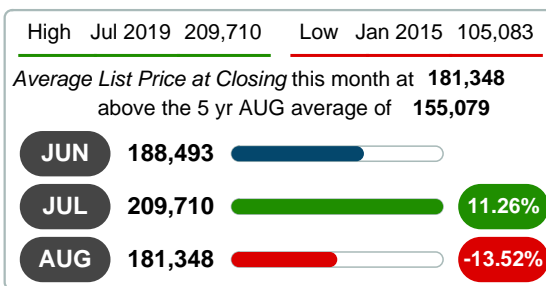 High Jul 2019 209,710 Low Jan 2015 105,083
Average List Price at Closing this month at 181,348
above the 5 yr AUG average of 155,079
JUN 188,493
JUL 209,710 11.26%
AUG 181,348 -13.52%